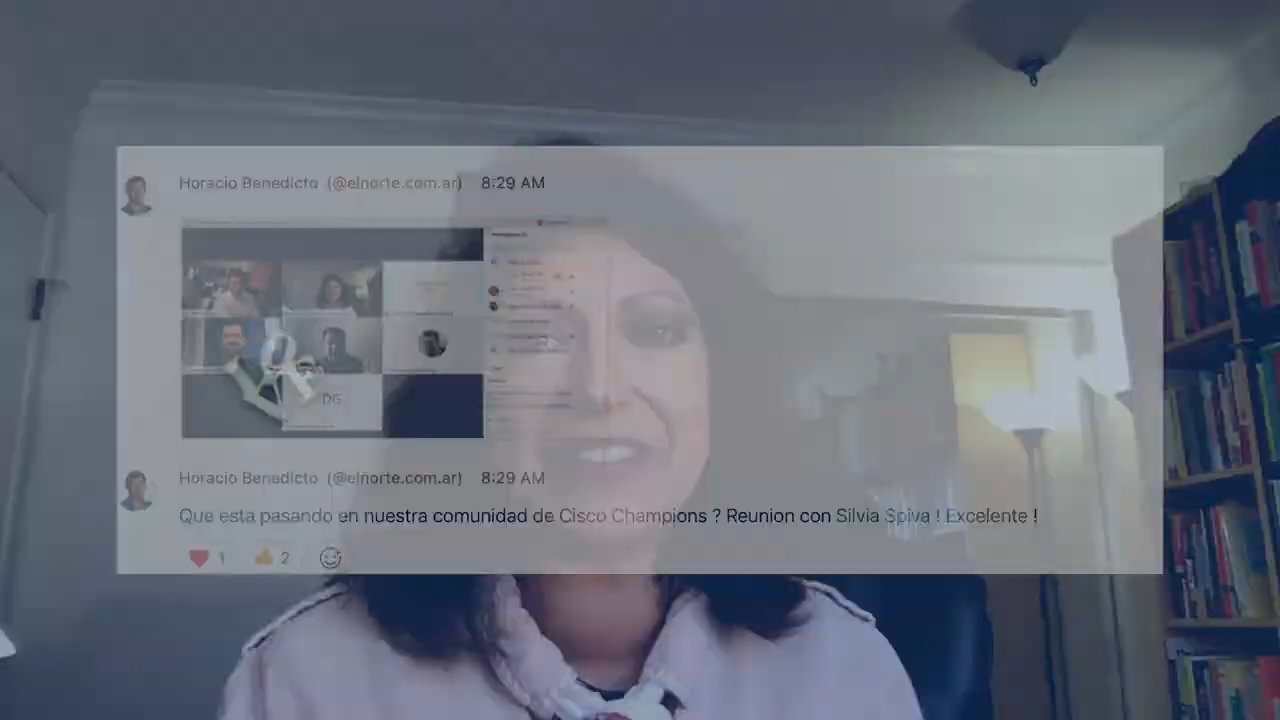 Horacio Benedicto (@elnorte.com.ar) 8:29 AM
DG
Horacio Benedicto (@elnorte.com.ar) 8:29 AM
Que esta pasando en nuestra comunidad de Cisco Champions ? Reunion con Silvia Spiva ! Excelente !
1 2